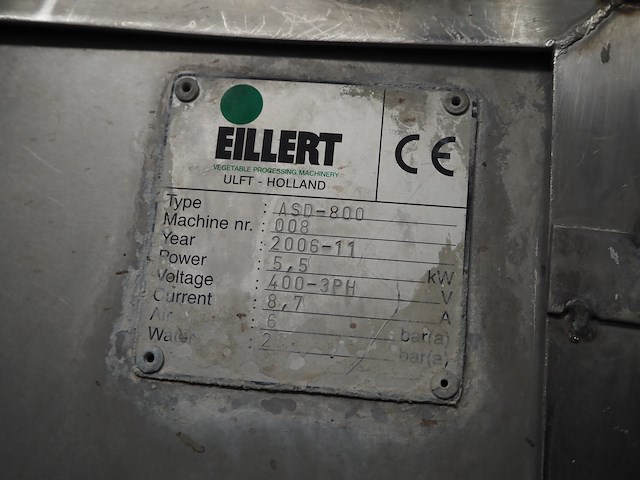 EILLERT
VEGETABLE PROCESSING MACHINERY
ULFT - HOLLAND
CE
Type : ASD-800
Machine nr. : 008
Year : 2006-11
Power : 5,5 kW
Voltage : 400-3PH V
Current : 8,7 A
Air : 6 bar(a)
Water : 2 bar(a)